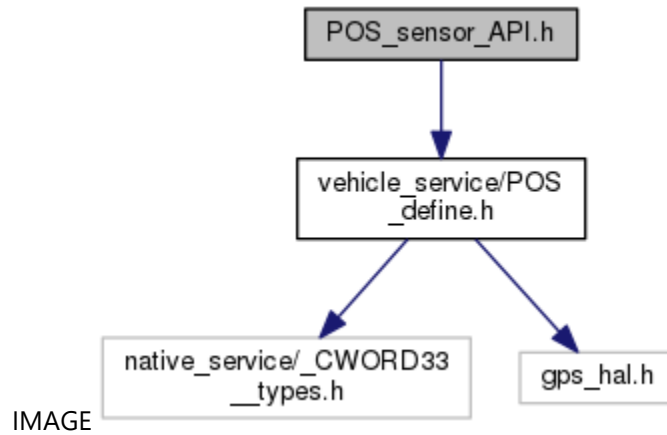 POS_sensor_API.h
vehicle_service/POS
_define.h
native_service/_CWORD33
__types.h
gps_hal.h
IMAGE